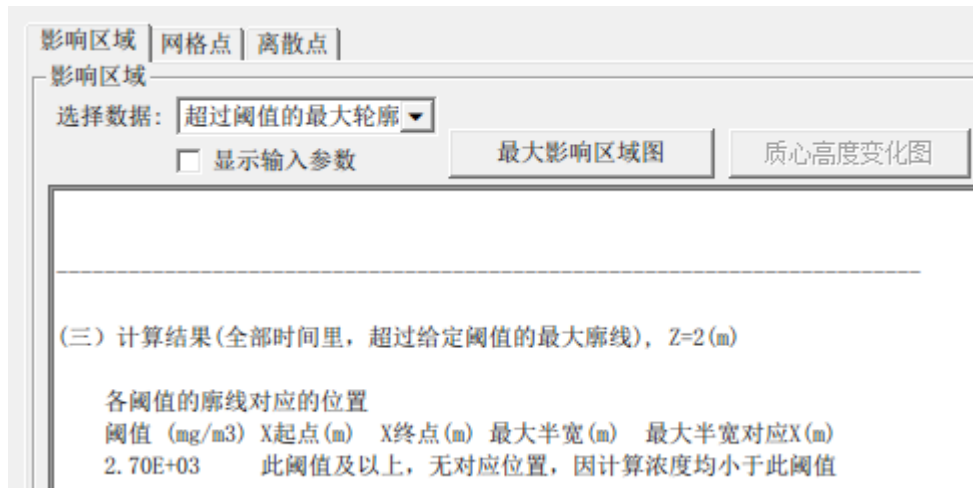 影响区域 网格点 离散点
影响区域
选择数据: 超过阈值的最大轮廓
显示输入参数 最大影响区域图 质心高度变化图
(三) 计算结果(全部时间里, 超过给定阈值的最大廓线), Z=2(m)
各阈值的廓线对应的位置
阈值 (mg/m3) X起点(m) X终点(m) 最大半宽(m) 最大半宽对应X(m)
2.70E+03 此阈值及以上, 无对应位置, 因计算浓度均小于此阈值